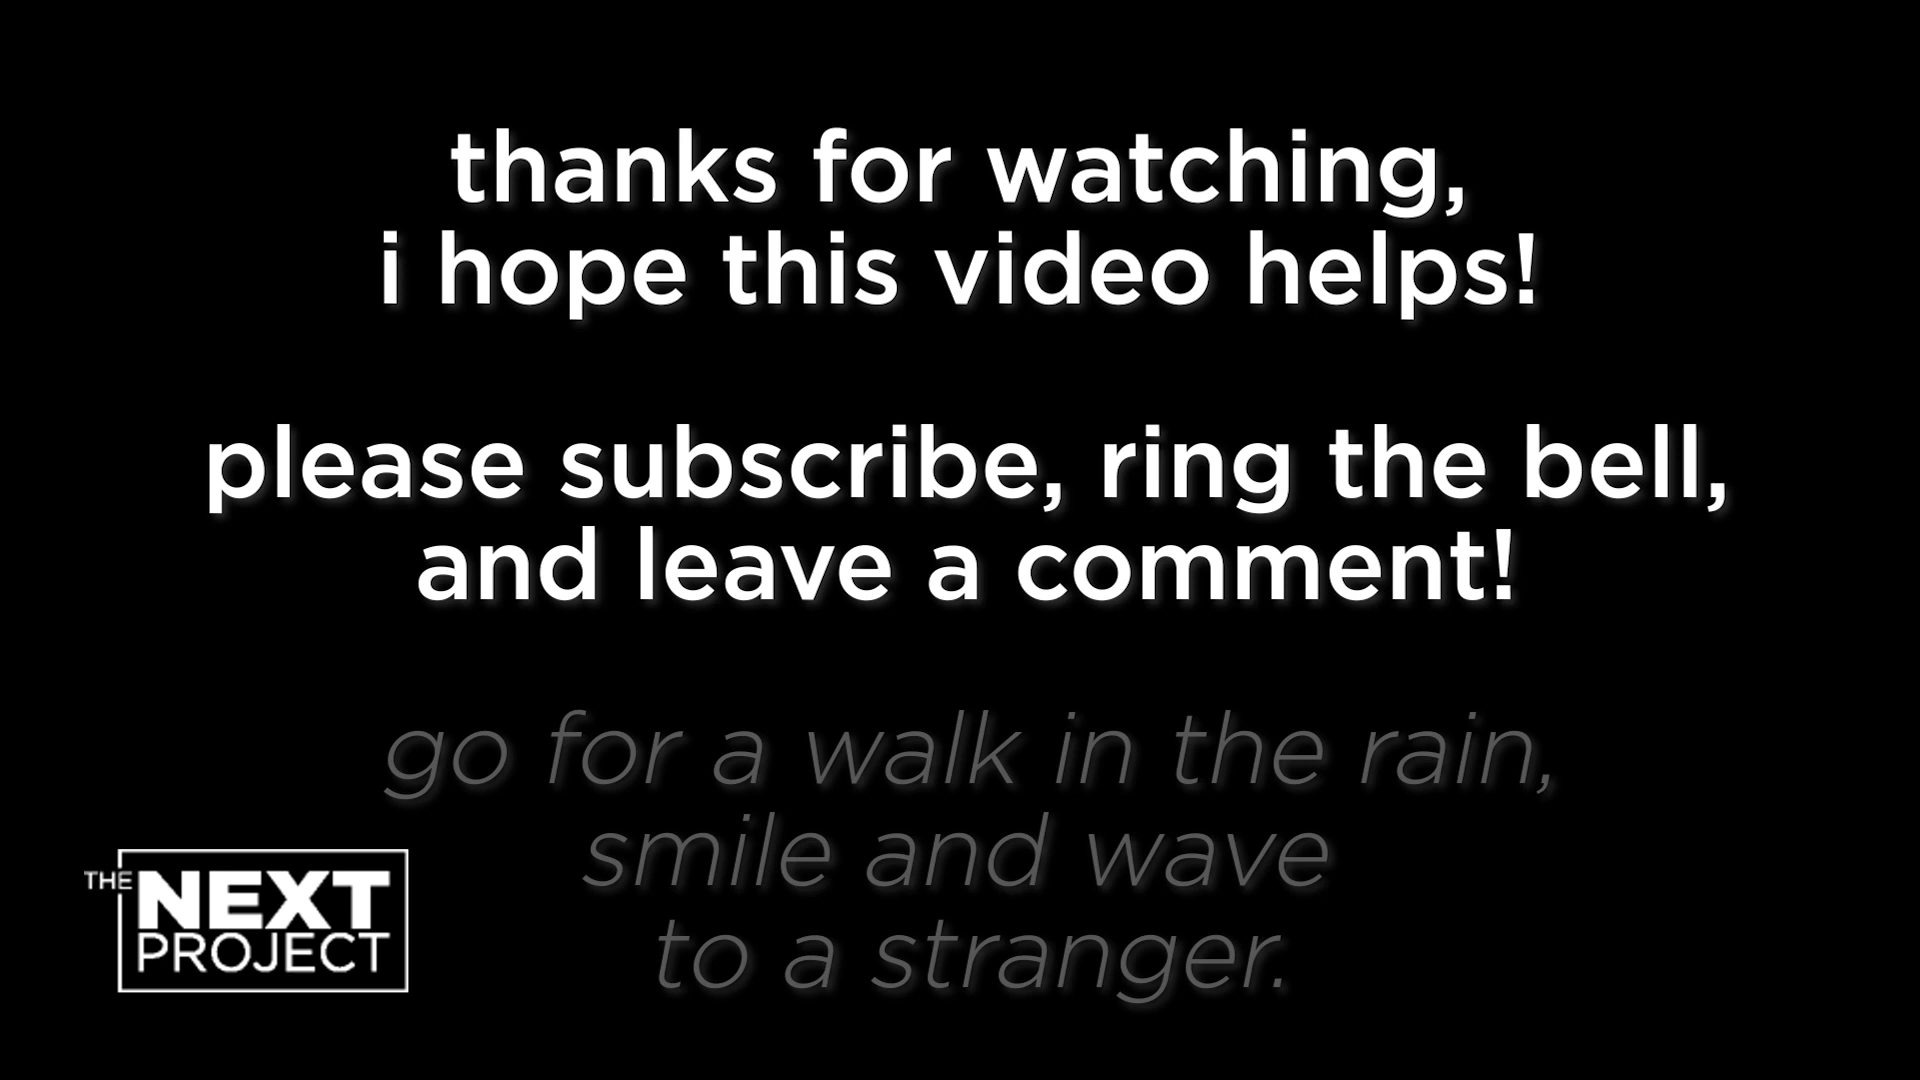 thanks for watching,
i hope this video helps!
please subscribe, ring the bell,
and leave a comment!
go for a walk in the rain,
smile and wave
to a stranger.
THE NEXT
PROJECT